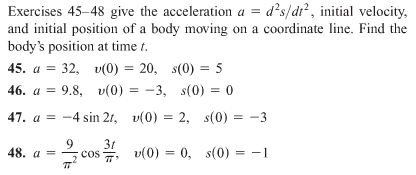 Exercises 45–48 give the acceleration a = d²s/dt², initial velocity,
and initial position of a body moving on a coordinate line. Find the
body's position at time t.
45. a = 32, v(0) = 20, s(0) = 5
46. a = 9.8, v(0) = −3, s(0) = 0
47. a = −4 sin 2t, v(0) = 2, s(0) = −3
48. a = 9/π² cos 3t/π, v(0) = 0, s(0) = −1